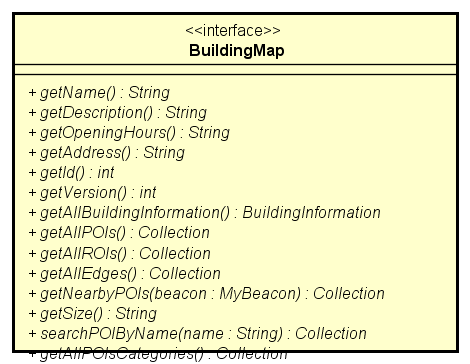 <<interface>>
BuildingMap
+ getName() : String
+ getDescription() : String
+ getOpeningHours() : String
+ getAddress() : String
+ getId() : int
+ getVersion() : int
+ getAllBuildingInformation() : BuildingInformation
+ getAllPOIs() : Collection
+ getAllROIs() : Collection
+ getAllEdges() : Collection
+ getNearbyPOIs(beacon : MyBeacon) : Collection
+ getSize() : String
+ searchPOIByName(name : String) : Collection
+ getAllPOIsCategories() : Collection